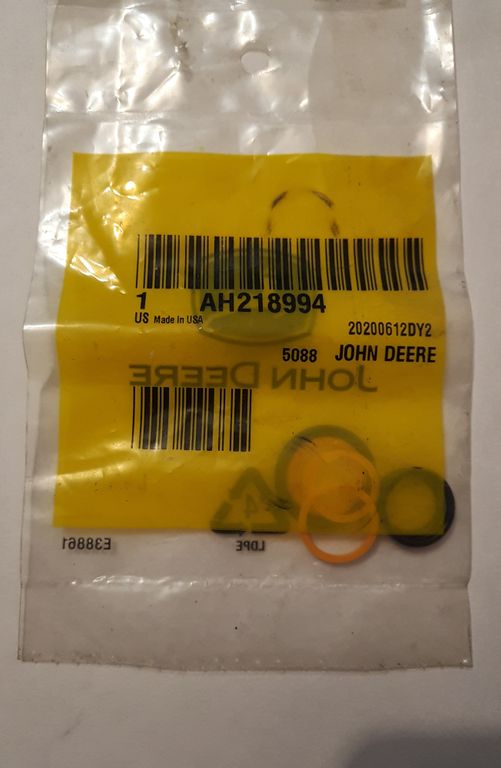 1 AH218994
US Made In USA
20200612DY2
5088 JOHN DEERE
JOHN DEERE
4
E38861 LDPE